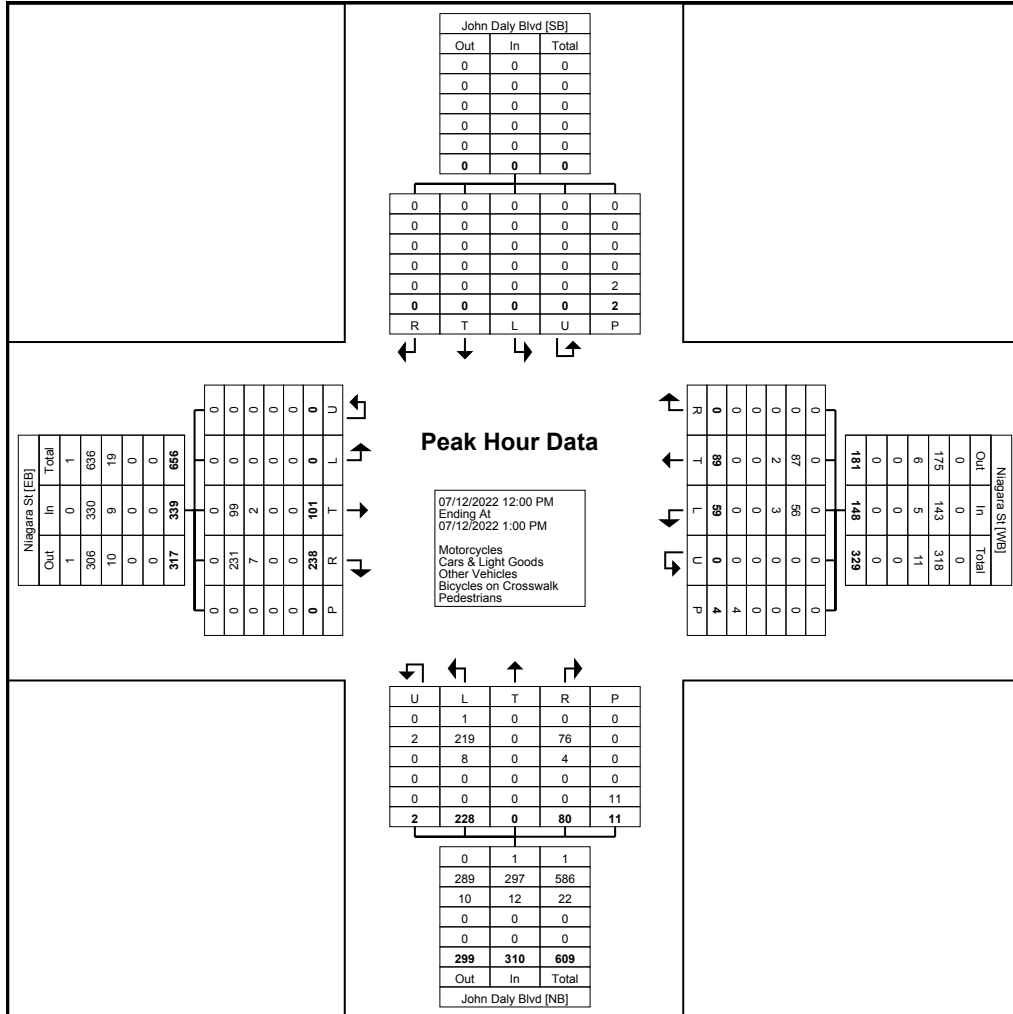 John Daly Blvd [SB]
Out In Total
0 0 0
0 0 0
0 0 0
0 0 0
0 0 0
0 0 0
0 0 0 0 0
0 0 0 0 0
0 0 0 0 0
0 0 0 0 0
0 0 0 0 2
0 0 0 0 2
R T L U P
Niagara St [EB]
Out In Total
1 0 1
306 330 636
10 9 19
0 0 0
0 0 0
317 339 656
0 0 0 0 0
0 231 99 0 0
0 7 2 0 0
0 0 0 0 0
0 0 0 0 0
0 238 101 0 0
P R T L U
Peak Hour Data
07/12/2022 12:00 PM
Ending At
07/12/2022 1:00 PM
Motorcycles
Cars & Light Goods
Other Vehicles
Bicycles on Crosswalk
Pedestrians
Niagara St [WB]
Out In Total
0 0 0
175 143 318
6 5 11
0 0 0
0 0 0
181 148 329
0 0 0 0 0
0 87 56 0 0
0 2 3 0 0
0 0 0 0 0
0 0 0 0 4
0 89 59 0 4
R T L U P
U L T R P
0 1 0 0 0
2 219 0 76 0
0 8 0 4 0
0 0 0 0 0
0 0 0 0 11
2 228 0 80 11
0 1 1
289 297 586
10 12 22
0 0 0
0 0 0
299 310 609
Out In Total
John Daly Blvd [NB]